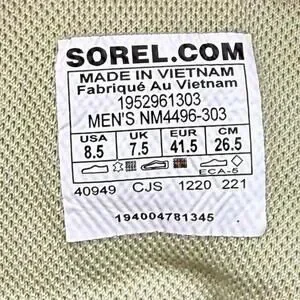 SOREL.COM
MADE IN VIETNAM
Fabriqué Au Vietnam
1952961303
MEN'S NM4496-303
USA UK EUR CM
8.5 7.5 41.5 26.5
ECA-5
40949 CJS 1220 221
194004781345